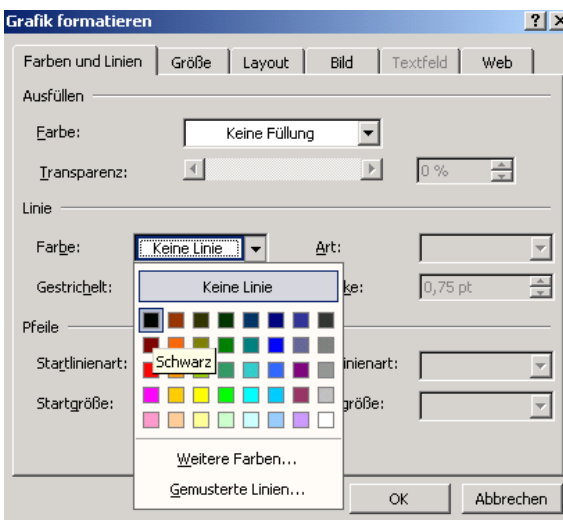 Grafik formatieren
Farben und Linien Größe Layout Bild Textfeld Web
Ausfüllen
Farbe: Keine Füllung
Transparenz: 0 %
Linie
Farbe: Keine Linie Art:
Gestrichelt: Keine Linie ke: 0,75 pt
Pfeile
Schwarz
Startlinienart: inienart:
Startgröße: größe:
Weitere Farben...
Gemusterte Linien...
OK Abbrechen